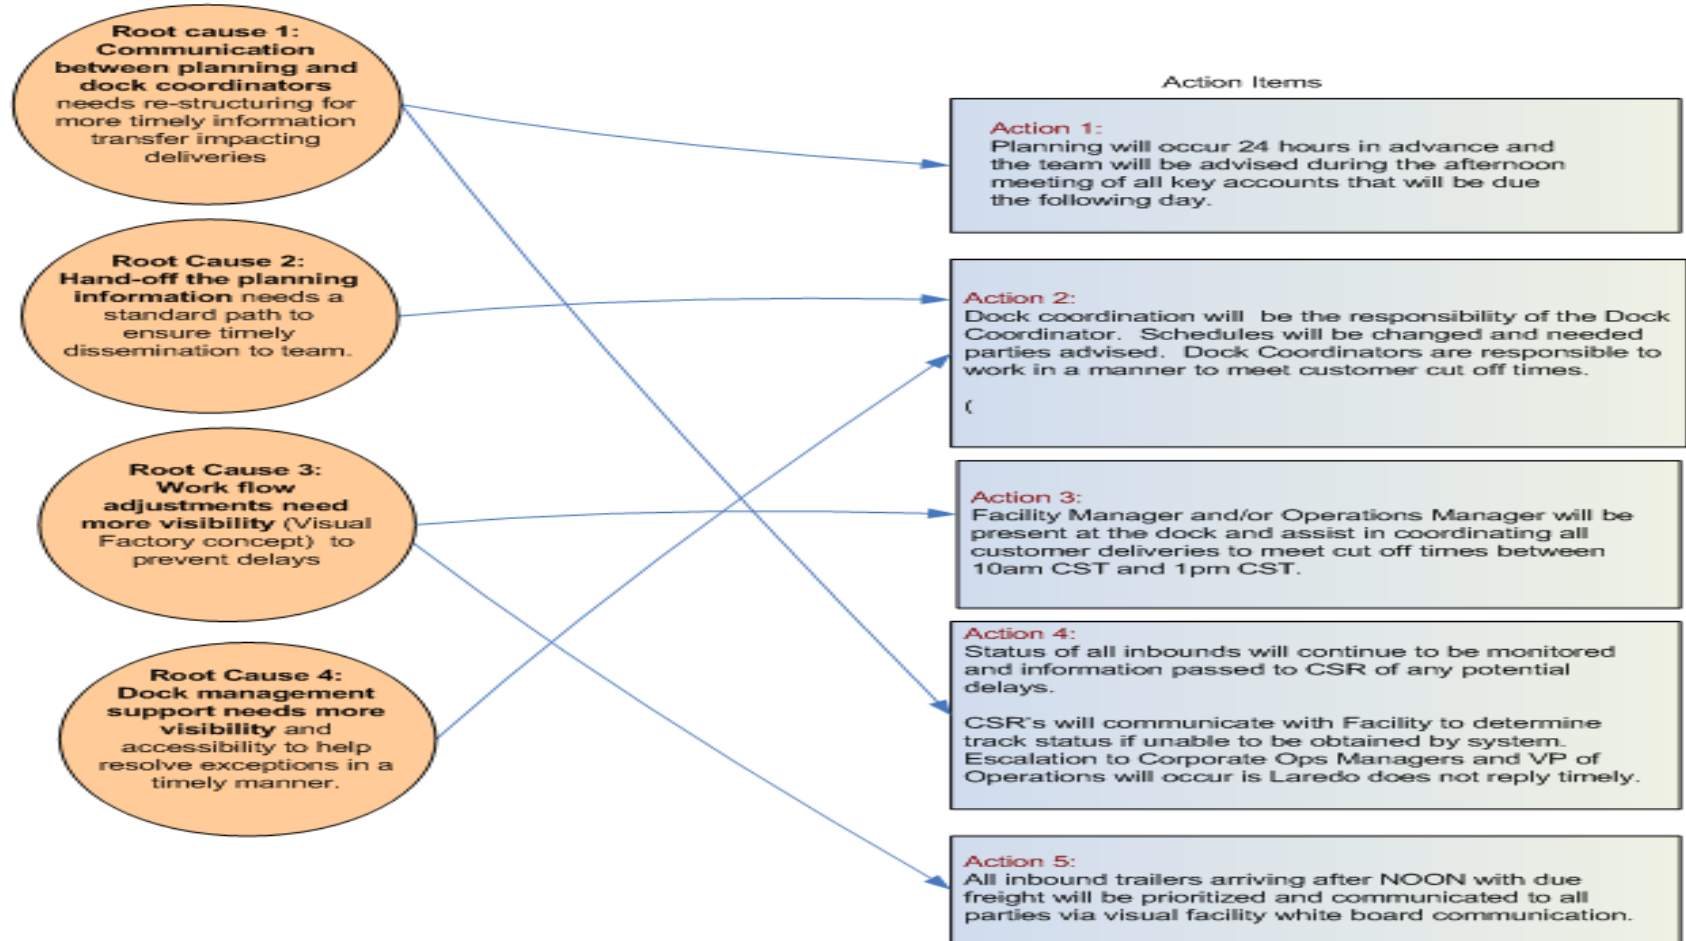 Root cause 1:
Communication
between planning and
dock coordinators
needs re-structuring for
more timely information
transfer impacting
deliveries
Root Cause 2:
Hand-off the planning
information needs a
standard path to
ensure timely
dissemination to team.
Root Cause 3:
Work flow
adjustments need
more visibility (Visual
Factory concept)  to
prevent delays
Root Cause 4:
Dock management
support needs more
visibility and
accessibility to help
resolve exceptions in a
timely manner.
Action Items
Action 1:
Planning will occur 24 hours in advance and
the team will be advised during the afternoon
meeting of all key accounts that will be due
the following day.
Action 2:
Dock coordination will  be the responsibility of the Dock
Coordinator.  Schedules will be changed and needed
parties advised.  Dock Coordinators are responsible to
work in a manner to meet customer cut off times.
(
Action 3:
Facility Manager and/or Operations Manager will be
present at the dock and assist in coordinating all
customer deliveries to meet cut off times between
10am CST and 1pm CST.
Action 4:
Status of all inbounds will continue to be monitored
and information passed to CSR of any potential
delays.
CSR's will communicate with Facility to determine
track status if unable to be obtained by system.
Escalation to Corporate Ops Managers and VP of
Operations will occur is Laredo does not reply timely.
Action 5:
All inbound trailers arriving after NOON with due
freight will be prioritized and communicated to all
parties via visual facility white board communication.